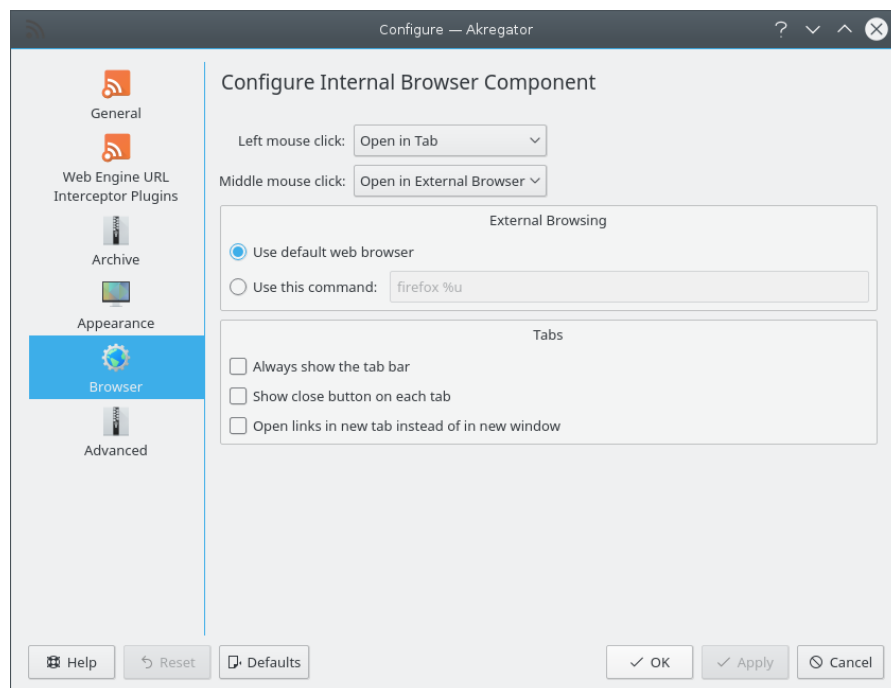 Configure — Akregator
General
Web Engine URL
Interceptor Plugins
Archive
Appearance
Browser
Advanced
Configure Internal Browser Component
Left mouse click: Open in Tab
Middle mouse click: Open in External Browser
External Browsing
Use default web browser
Use this command: firefox %u
Tabs
Always show the tab bar
Show close button on each tab
Open links in new tab instead of in new window
Help Reset Defaults OK Apply Cancel